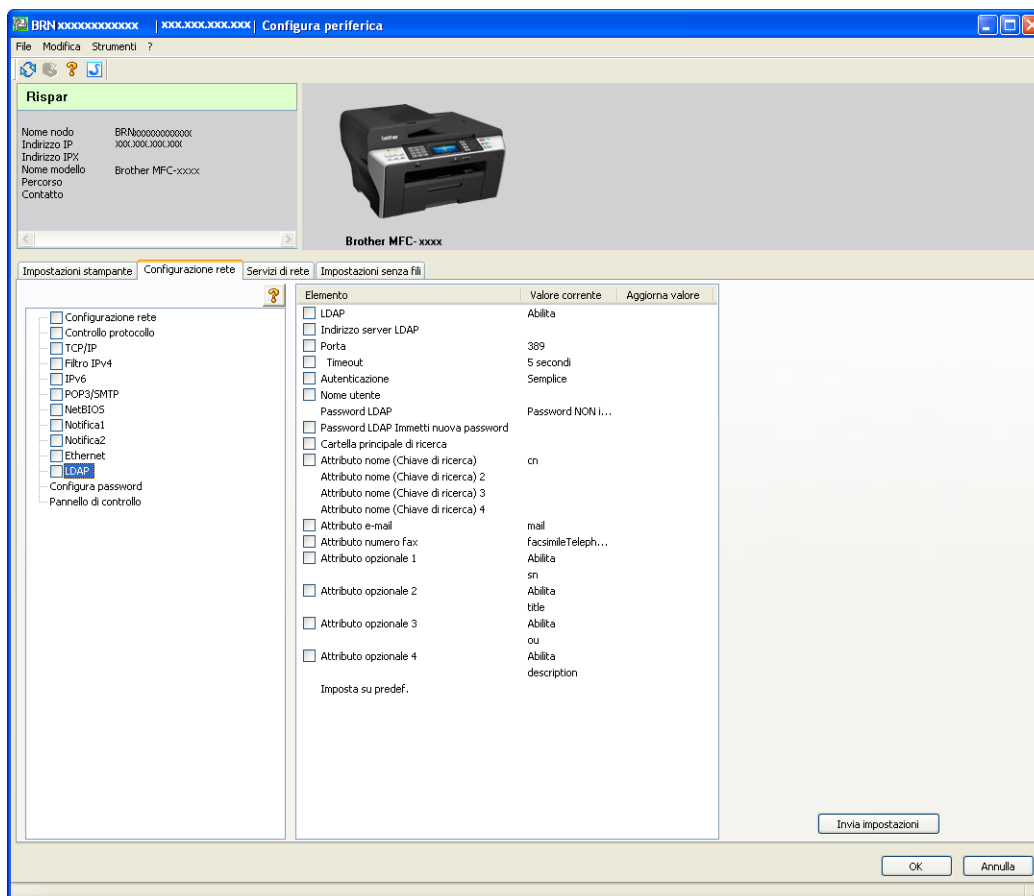 BRN xxxxxxxxxxxx | xxx.xxx.xxx.xxx | Configura periferica
File Modifica Strumenti ?
Rispar
Nome nodo BRNxxxxxxxxxxxx
Indirizzo IP xxx.xxx.xxx.xxx
Indirizzo IPX
Nome modello Brother MFC-xxxx
Percorso
Contatto
brother
Brother MFC- xxxx
Impostazioni stampante Configurazione rete Servizi di rete Impostazioni senza fili
Configurazione rete
Controllo protocollo
TCP/IP
Filtro IPv4
IPv6
POP3/SMTP
NetBIOS
Notifica1
Notifica2
Ethernet
LDAP
Configura password
Pannello di controllo
Elemento Valore corrente Aggiorna valore
LDAP Abilita
Indirizzo server LDAP
Porta 389
Timeout 5 secondi
Autenticazione Semplice
Nome utente
Password LDAP Password NON i...
Password LDAP Immetti nuova password
Cartella principale di ricerca
Attributo nome (Chiave di ricerca) cn
Attributo nome (Chiave di ricerca) 2
Attributo nome (Chiave di ricerca) 3
Attributo nome (Chiave di ricerca) 4
Attributo e-mail mail
Attributo numero fax facsimileTeleph...
Attributo opzionale 1 Abilita
sn
Attributo opzionale 2 Abilita
title
Attributo opzionale 3 Abilita
ou
Attributo opzionale 4 Abilita
description
Imposta su predef.
Invia impostazioni
OK Annulla